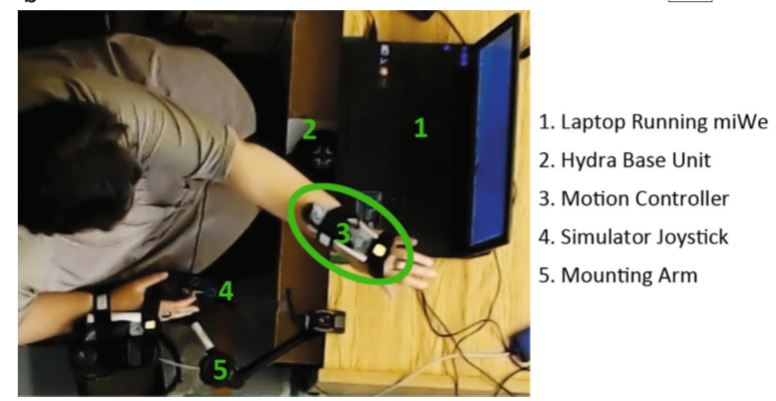 2
1
3
4
5
1. Laptop Running miWe
2. Hydra Base Unit
3. Motion Controller
4. Simulator Joystick
5. Mounting Arm